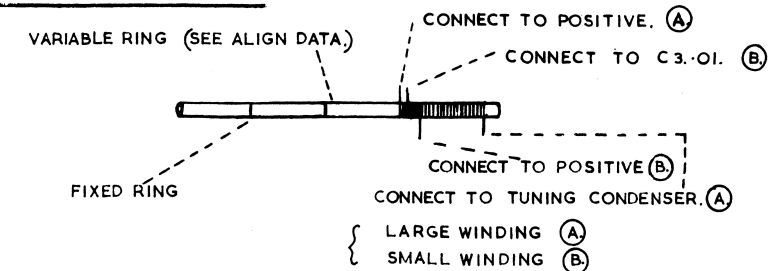 CONNECT TO POSITIVE. (A.)
VARIABLE RING (SEE ALIGN DATA.)
CONNECT TO C3.·01. (B.)
CONNECT TO POSITIVE (B.)
FIXED RING
CONNECT TO TUNING CONDENSER. (A.)
{ LARGE WINDING (A.)
SMALL WINDING (B.)